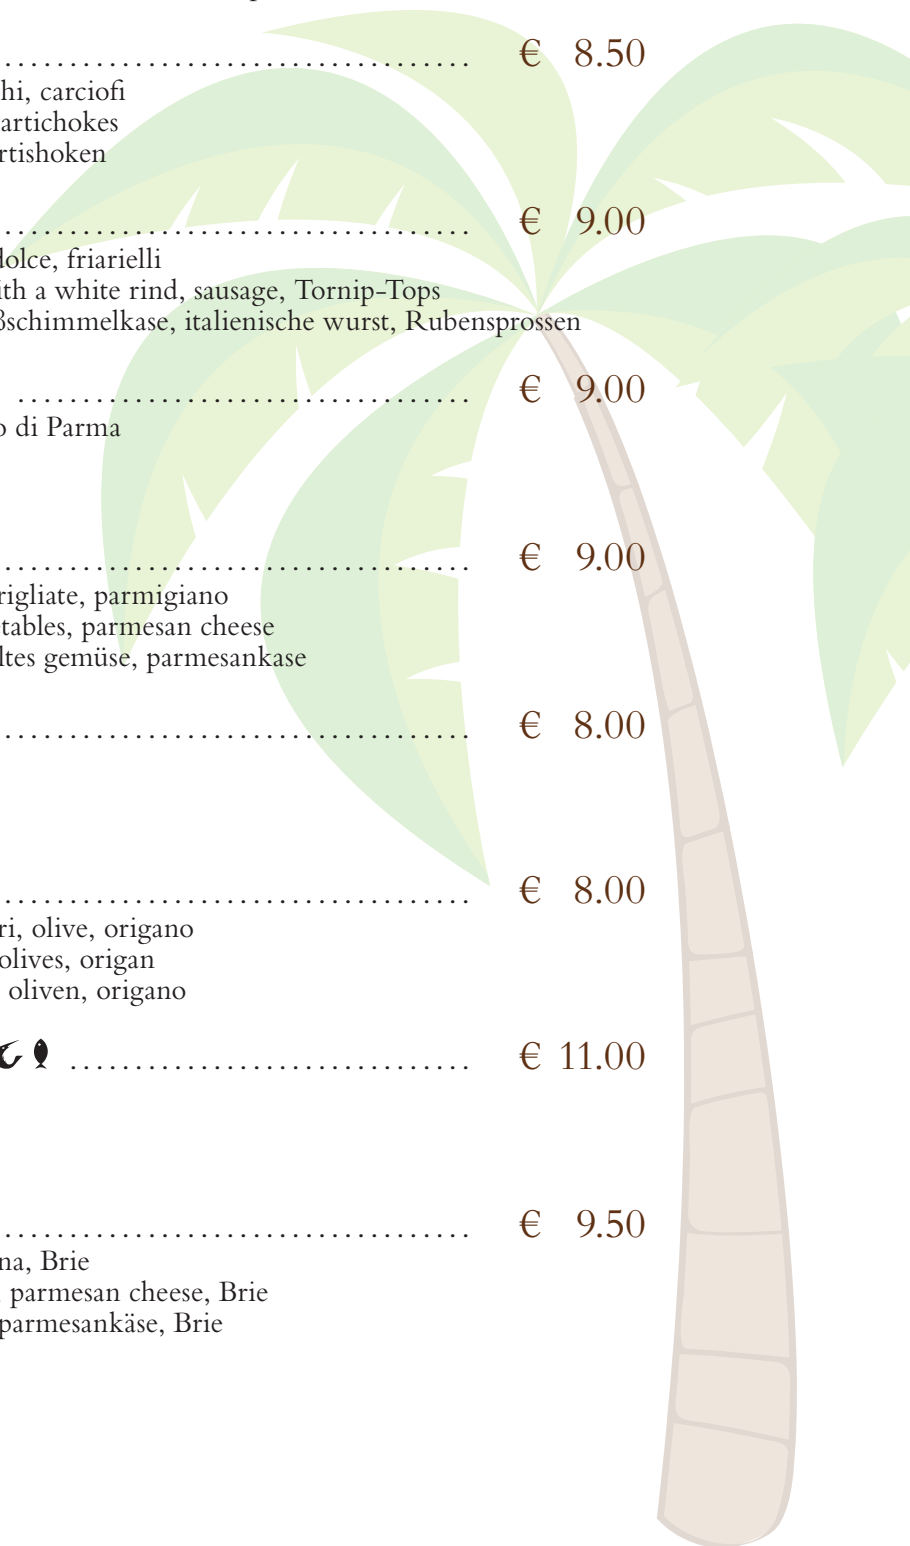 ................................ € 8.50
hi, carciofi
artichokes
rtishoken
................................ € 9.00
dolce, friarielli
ith a white rind, sausage, Tornip-Tops
ßschimmelkase, italienische wurst, Rubensprossen
................................ € 9.00
o di Parma
................................ € 9.00
rigliate, parmigiano
tables, parmesan cheese
ltes gemüse, parmesankase
................................ € 8.00
................................ € 8.00
ri, olive, origano
olives, origan
oliven, origano
................................ € 11.00
................................ € 9.50
na, Brie
parmesan cheese, Brie
parmesankäse, Brie